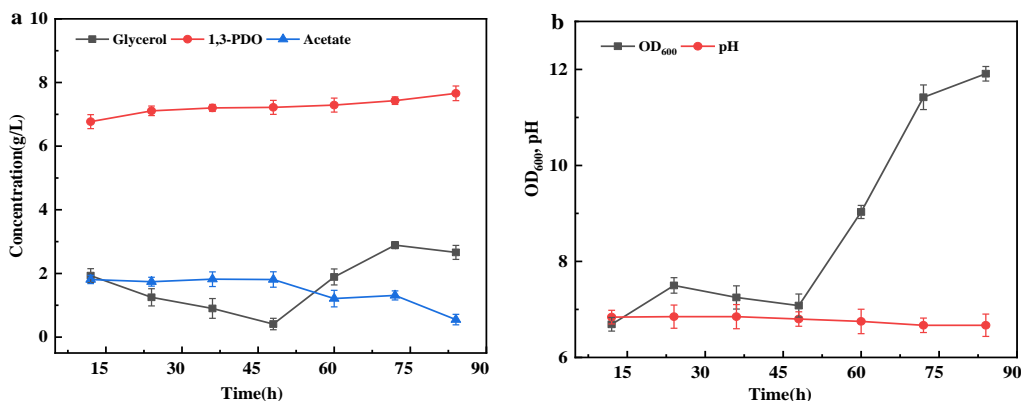 a
Glycerol 1,3-PDO Acetate
Concentration(g/L)
10
8
6
4
2
0
15 30 45 60 75 90
Time(h)
b
OD₆₀₀ pH
OD₆₀₀, pH
12
10
8
6
15 30 45 60 75 90
Time(h)